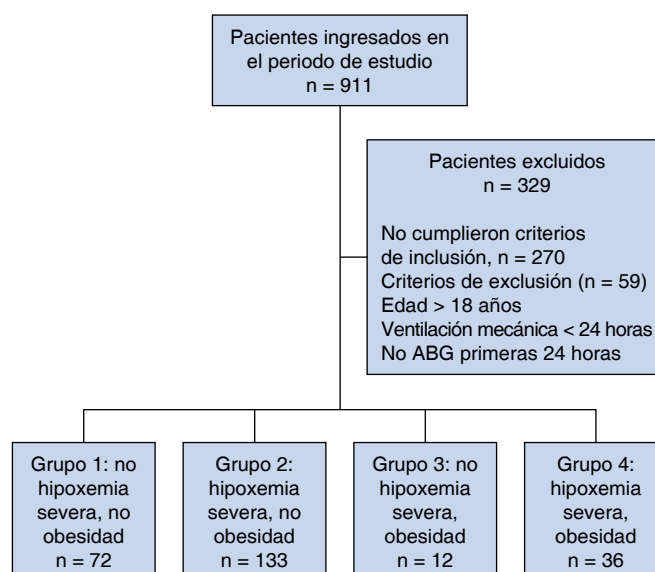 Pacientes ingresados en
el periodo de estudio
n = 911
Pacientes excluidos
n = 329
No cumplieron criterios
de inclusión, n = 270
Criterios de exclusión (n = 59)
Edad > 18 años
Ventilación mecánica < 24 horas
No ABG primeras 24 horas
Grupo 1: no
hipoxemia
severa, no
obesidad
n = 72
Grupo 2:
hipoxemia
severa, no
obesidad
n = 133
Grupo 3: no
hipoxemia
severa,
obesidad
n = 12
Grupo 4:
hipoxemia
severa,
obesidad
n = 36